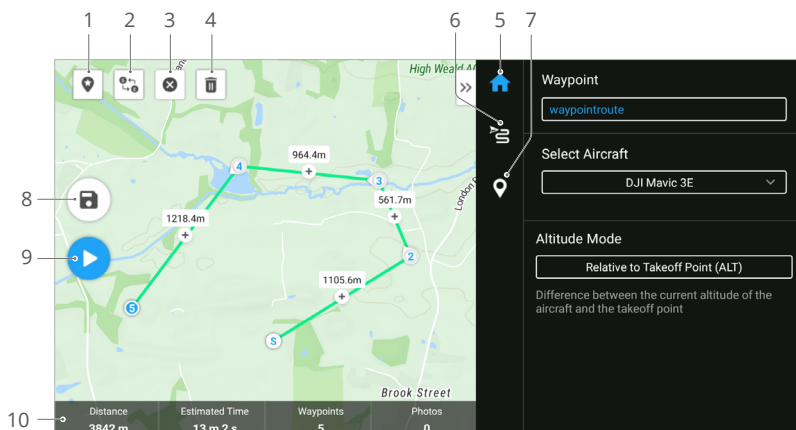 1 2 3 4 6 5 7
High Weald
Waypoint
waypointroute
Select Aircraft
DJI Mavic 3E
Altitude Mode
Relative to Takeoff Point (ALT)
Difference between the current altitude of the
aircraft and the takeoff point
8
9
10
4
964.4m
3
London
561.7m
1218.4m
2
1105.6m
5
S
Brook Street
Distance Estimated Time Waypoints Photos
3842 m 13 m 2 s 5 0